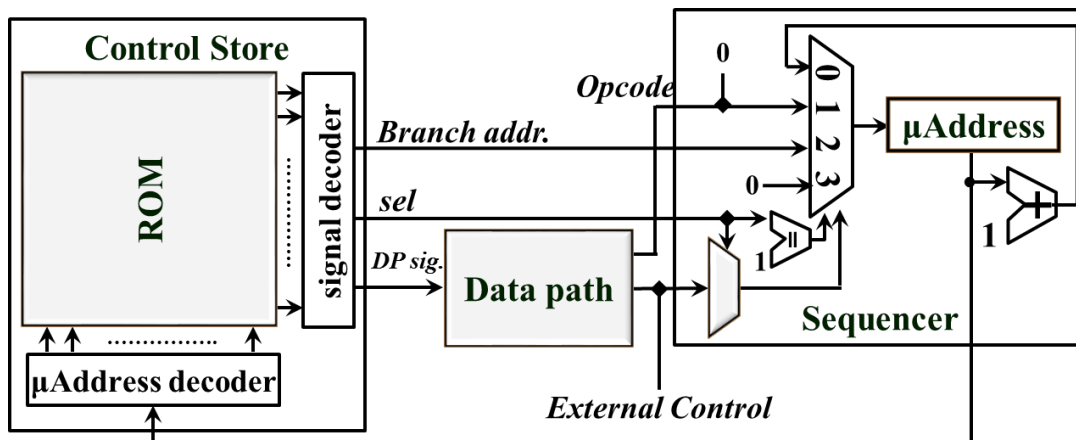 Control Store
ROM
signal decoder
μAddress decoder
Opcode
0
Branch addr.
sel
DP sig.
Data path
External Control
0
1
2
3
0
1
=
μAddress
1
+
Sequencer